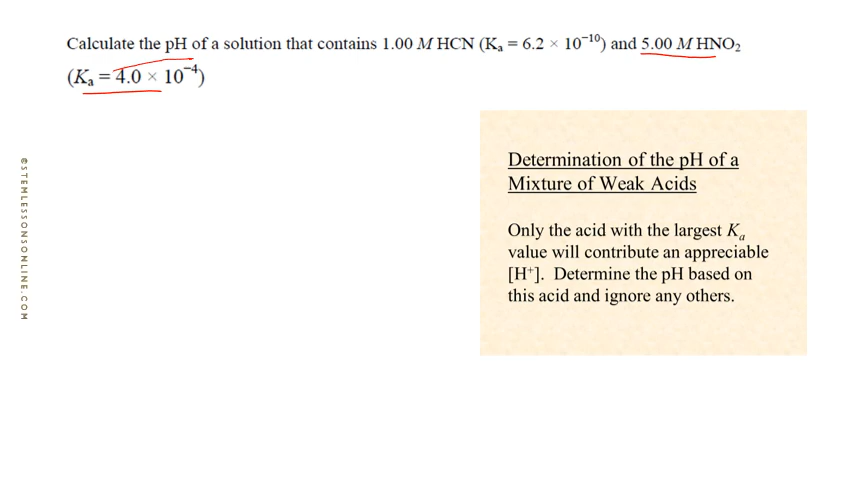 Calculate the pH of a solution that contains 1.00 M HCN (Kₐ = 6.2 × 10⁻¹⁰) and 5.00 M HNO₂
(Kₐ = 4.0 × 10⁻⁴)
Determination of the pH of a
Mixture of Weak Acids
Only the acid with the largest Kₐ
value will contribute an appreciable
[H⁺]. Determine the pH based on
this acid and ignore any others.
@STEMLESSONSONLINE.COM